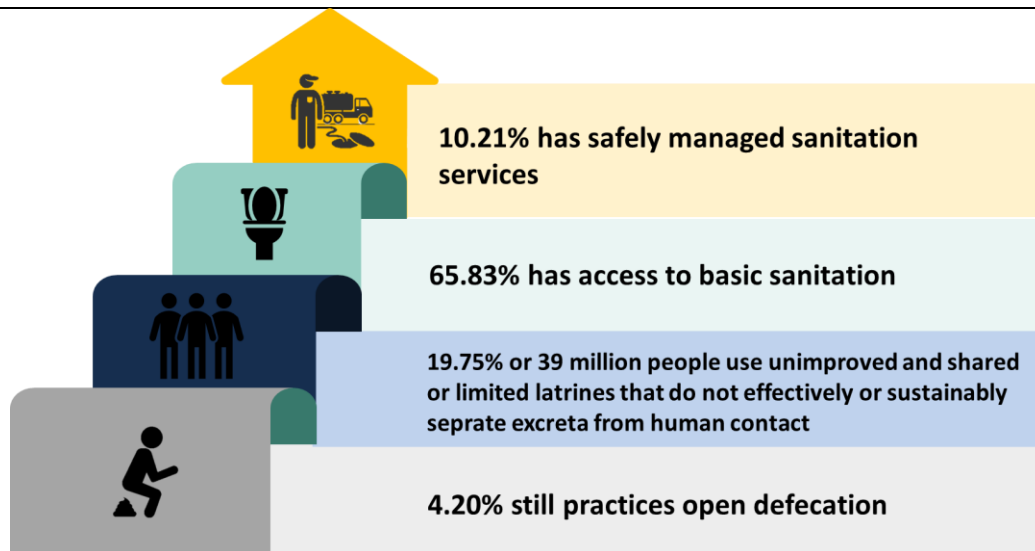 10.21% has safely managed sanitation
services
65.83% has access to basic sanitation
19.75% or 39 million people use unimproved and shared
or limited latrines that do not effectively or sustainably
seprate excreta from human contact
4.20% still practices open defecation